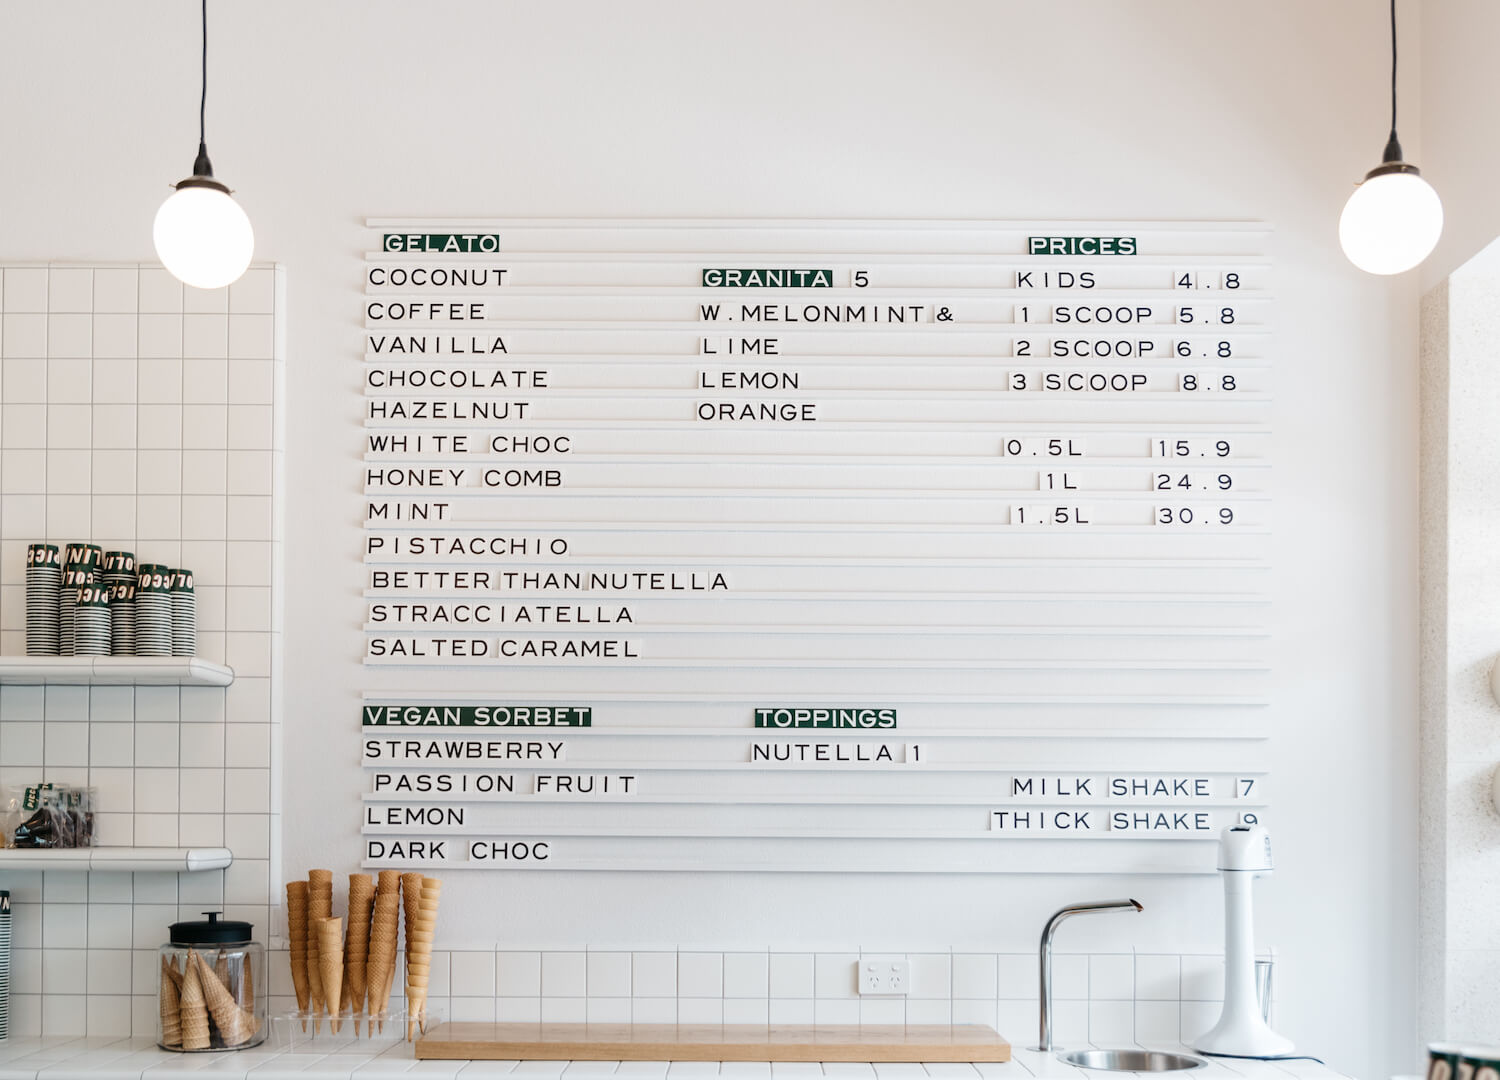 GELATO
COCONUT
COFFEE
VANILLA
CHOCOLATE
HAZELNUT
WHITE CHOC
HONEY COMB
MINT
PISTACCHIO
BETTER THAN NUTELLA
STRACCIATELLA
SALTED CARAMEL
GRANITA 5
W.MELONMINT &
LIME
LEMON
ORANGE
PRICES
KIDS 4.8
1 SCOOP 5.8
2 SCOOP 6.8
3 SCOOP 8.8
0.5L 15.9
1L 24.9
1.5L 30.9
VEGAN SORBET
STRAWBERRY
PASSION FRUIT
LEMON
DARK CHOC
TOPPINGS
NUTELLA 1
MILK SHAKE 7
THICK SHAKE 9